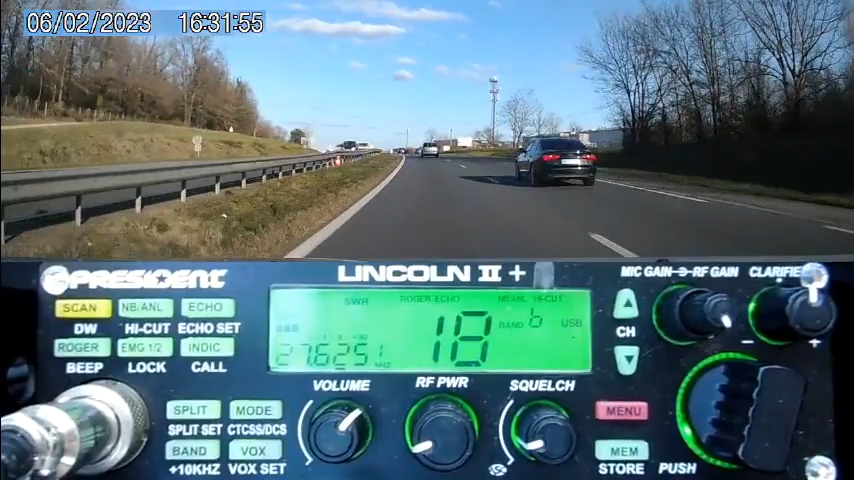 06/02/2023 16:31:55
PRESIDENT LINCOLN II + MIC GAIN RF GAIN CLARIFIER
SCAN NB/ANL ECHO
DW HI-CUT ECHO SET
ROGER EMG 1/2 INDIC
BEEP LOCK CALL
SWR ROGER ECHO NB/ANL HI-CUT
18 BAND b USB
27.6251 MHZ
CH
VOLUME RF PWR SQUELCH
SPLIT MODE
SPLIT SET CTCSS/DCS
BAND VOX
+10KHZ VOX SET
MENU
MEM
STORE PUSH
- +